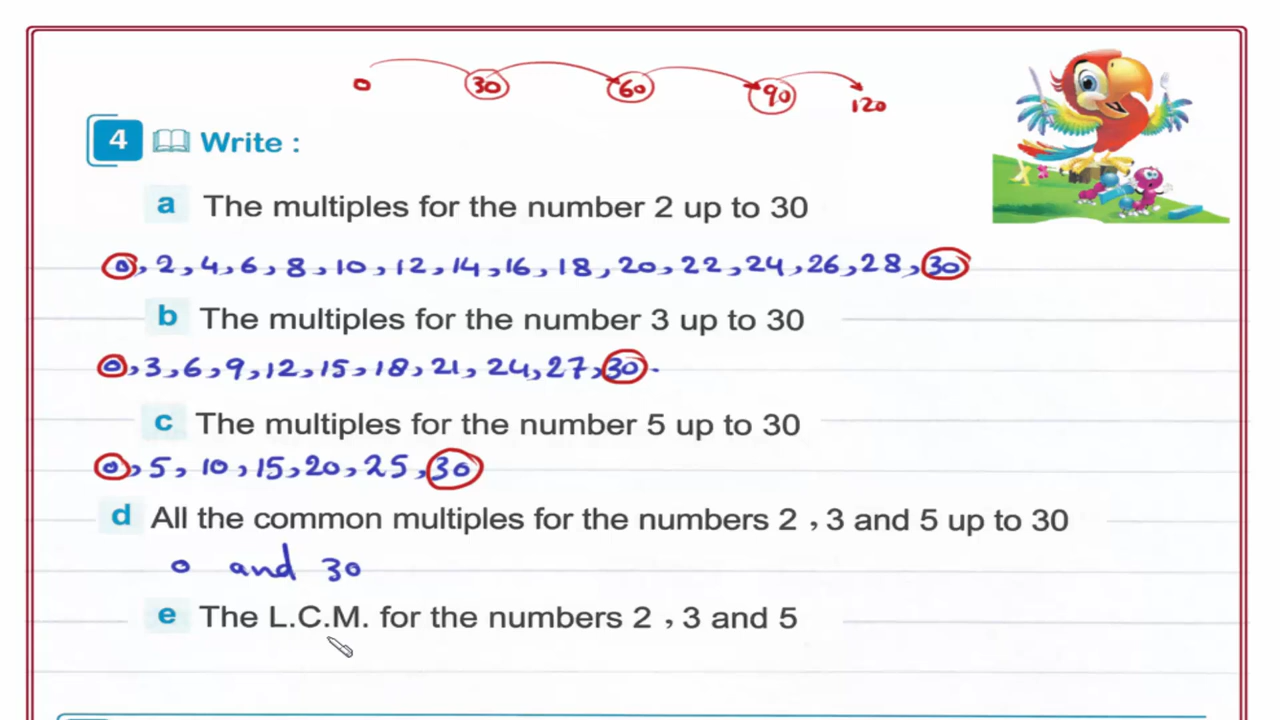 0 30 60 90 120
4 Write :
a The multiples for the number 2 up to 30
0, 2, 4, 6, 8, 10, 12, 14, 16, 18, 20, 22, 24, 26, 28, 30
b The multiples for the number 3 up to 30
0, 3, 6, 9, 12, 15, 18, 21, 24, 27, 30.
c The multiples for the number 5 up to 30
0, 5, 10, 15, 20, 25, 30
d All the common multiples for the numbers 2 , 3 and 5 up to 30
0 and 30
e The L.C.M. for the numbers 2 , 3 and 5